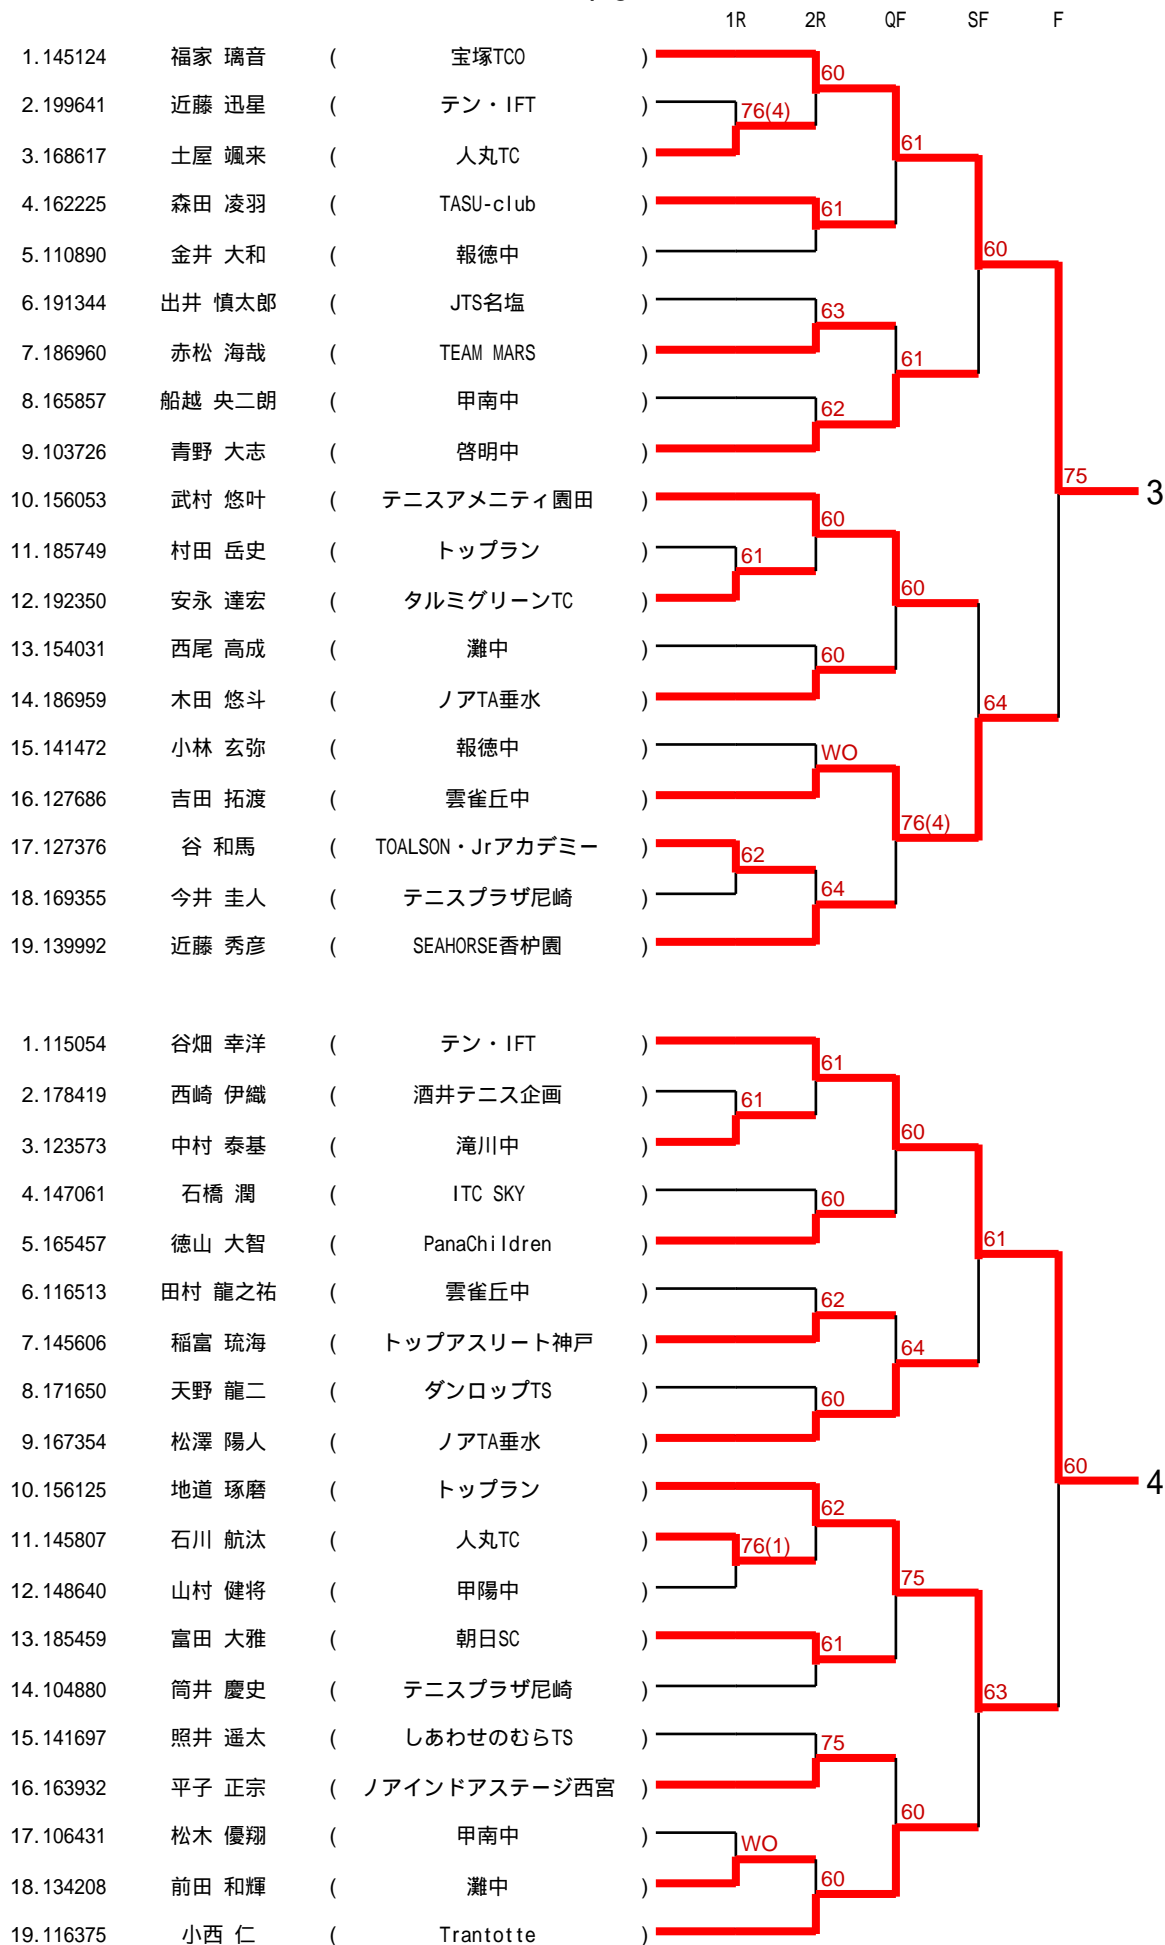 1R 2R QF SF F
1.145124 福家 璃音 ( 宝塚TCO )
60
2.199641 近藤 迅星 ( テン・IFT )
76(4)
3.168617 土屋 颯来 ( 人丸TC )
61
4.162225 森田 凌羽 ( TASU-club )
61
5.110890 金井 大和 ( 報徳中 )
60
6.191344 出井 慎太郎 ( JTS名塩 )
63
7.186960 赤松 海哉 ( TEAM MARS )
61
8.165857 船越 央二朗 ( 甲南中 )
62
9.103726 青野 大志 ( 啓明中 )
75
3
10.156053 武村 悠叶 ( テニスアメニティ園田 )
60
11.185749 村田 岳史 ( トップラン )
61
12.192350 安永 達宏 ( タルミグリーンTC )
60
13.154031 西尾 高成 ( 灘中 )
60
14.186959 木田 悠斗 ( ノアTA垂水 )
64
15.141472 小林 玄弥 ( 報徳中 )
WO
16.127686 吉田 拓渡 ( 雲雀丘中 )
76(4)
17.127376 谷 和馬 ( TOALSON・Jrアカデミー )
62
18.169355 今井 圭人 ( テニスプラザ尼崎 )
64
19.139992 近藤 秀彦 ( SEAHORSE香枦園 )
1.115054 谷畑 幸洋 ( テン・IFT )
61
2.178419 西崎 伊織 ( 酒井テニス企画 )
61
3.123573 中村 泰基 ( 滝川中 )
60
4.147061 石橋 潤 ( ITC SKY )
60
5.165457 徳山 大智 ( PanaChildren )
61
6.116513 田村 龍之祐 ( 雲雀丘中 )
62
7.145606 稲富 琉海 ( トップアスリート神戸 )
64
8.171650 天野 龍二 ( ダンロップTS )
60
9.167354 松澤 陽人 ( ノアTA垂水 )
60
4
10.156125 地道 琢磨 ( トップラン )
62
11.145807 石川 航汰 ( 人丸TC )
76(1)
12.148640 山村 健将 ( 甲陽中 )
75
13.185459 富田 大雅 ( 朝日SC )
61
14.104880 筒井 慶史 ( テニスプラザ尼崎 )
63
15.141697 照井 遥太 ( しあわせのむらTS )
75
16.163932 平子 正宗 ( ノアインドアステージ西宮 )
60
17.106431 松木 優翔 ( 甲南中 )
WO
18.134208 前田 和輝 ( 灘中 )
60
19.116375 小西 仁 ( Trantotte )